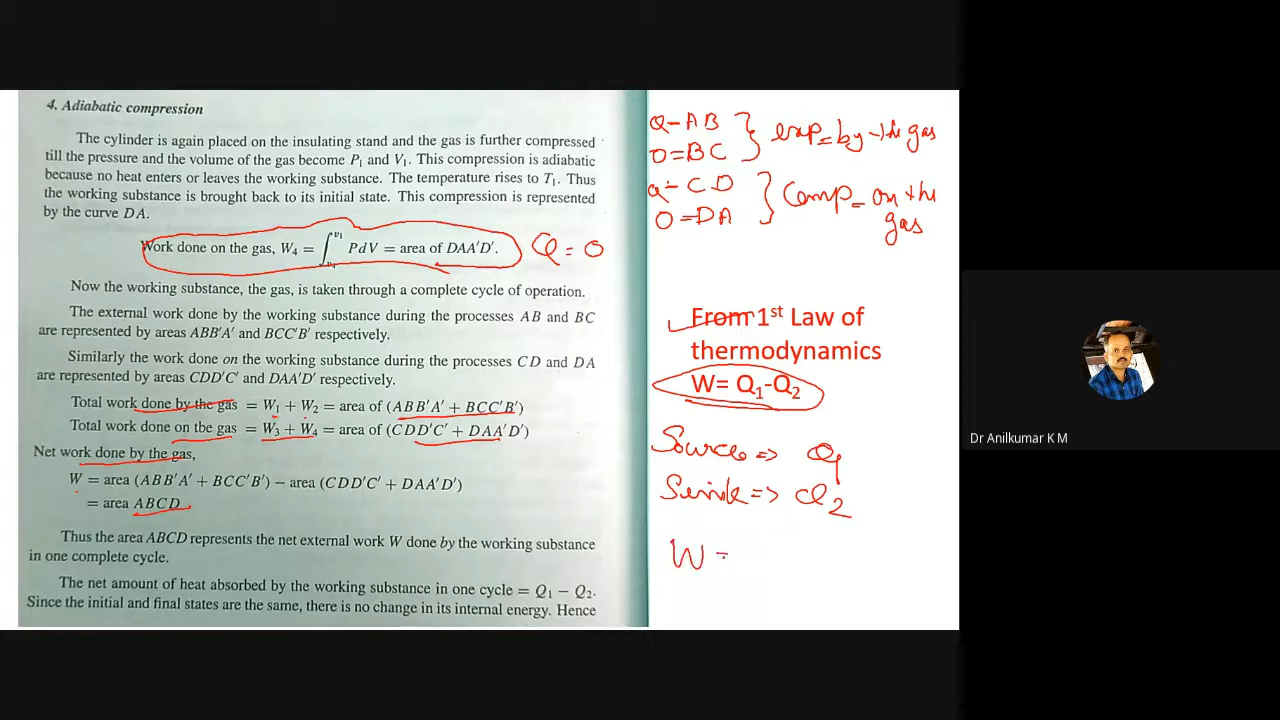 4. Adiabatic compression
The cylinder is again placed on the insulating stand and the gas is further compressed
till the pressure and the volume of the gas become P₁ and V₁. This compression is adiabatic
because no heat enters or leaves the working substance. The temperature rises to T₁. Thus
the working substance is brought back to its initial state. This compression is represented
by the curve DA.
Work done on the gas, W₄ = ∫ PdV = area of DAA′D′.
Q = 0
Now the working substance, the gas, is taken through a complete cycle of operation.
The external work done by the working substance during the processes AB and BC
are represented by areas ABB′A′ and BCC′B′ respectively.
Similarly the work done on the working substance during the processes CD and DA
are represented by areas CDD′C′ and DAA′D′ respectively.
Total work done by the gas = W₁ + W₂ = area of (ABB′A′ + BCC′B′)
Total work done on the gas = W₃ + W₄ = area of (CDD′C′ + DAA′D′)
Net work done by the gas,
W = area (ABB′A′ + BCC′B′) − area (CDD′C′ + DAA′D′)
= area ABCD
Thus the area ABCD represents the net external work W done by the working substance
in one complete cycle.
The net amount of heat absorbed by the working substance in one cycle = Q₁ − Q₂.
Since the initial and final states are the same, there is no change in its internal energy. Hence
Q-AB
0=BC
exp= by the gas
Q-CD
0=DA
Comp= on the
gas
From 1st Law of
thermodynamics
W= Q₁-Q₂
Source => Q₁
Sink => Q₂
W =
Dr Anilkumar K M